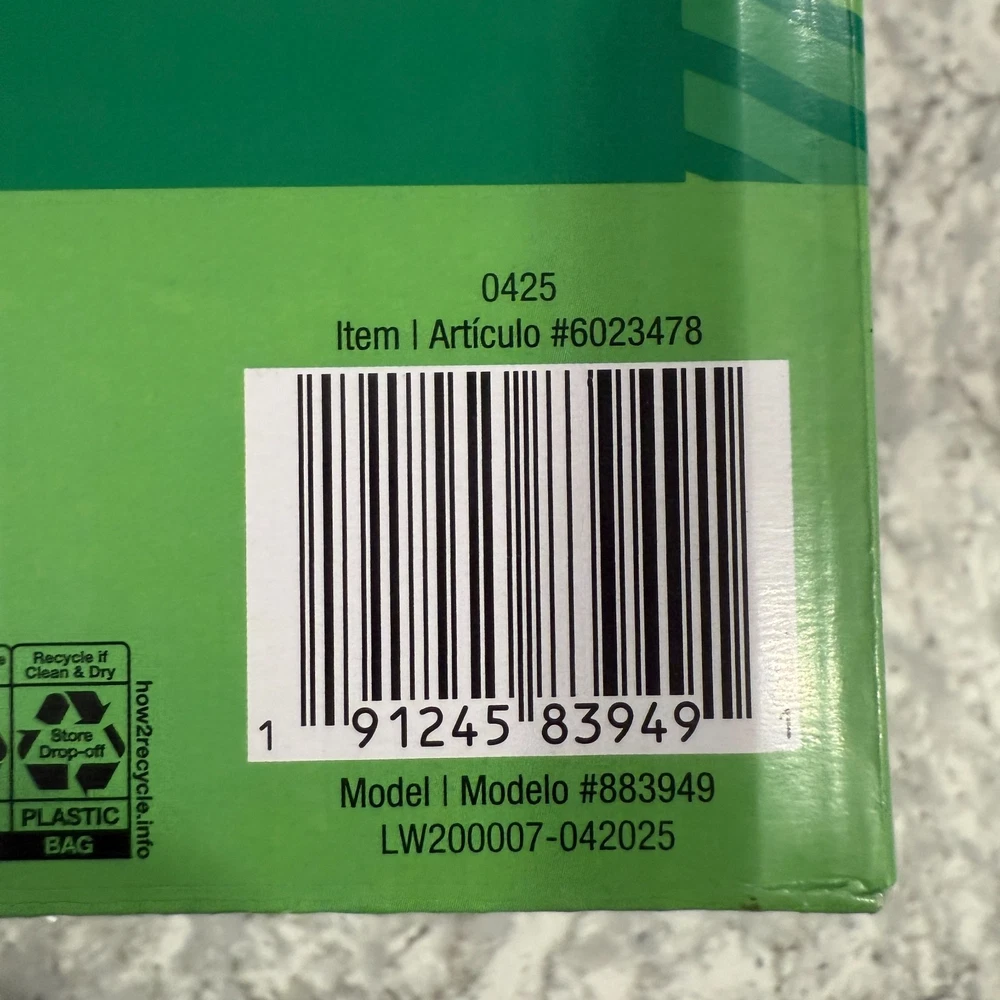 0425
Item | Artículo #6023478
1 91245 83949
Model | Modelo #883949
LW200007-042025
Recycle if
Clean & Dry
Store
Drop-off
PLASTIC
BAG
how2recycle.info